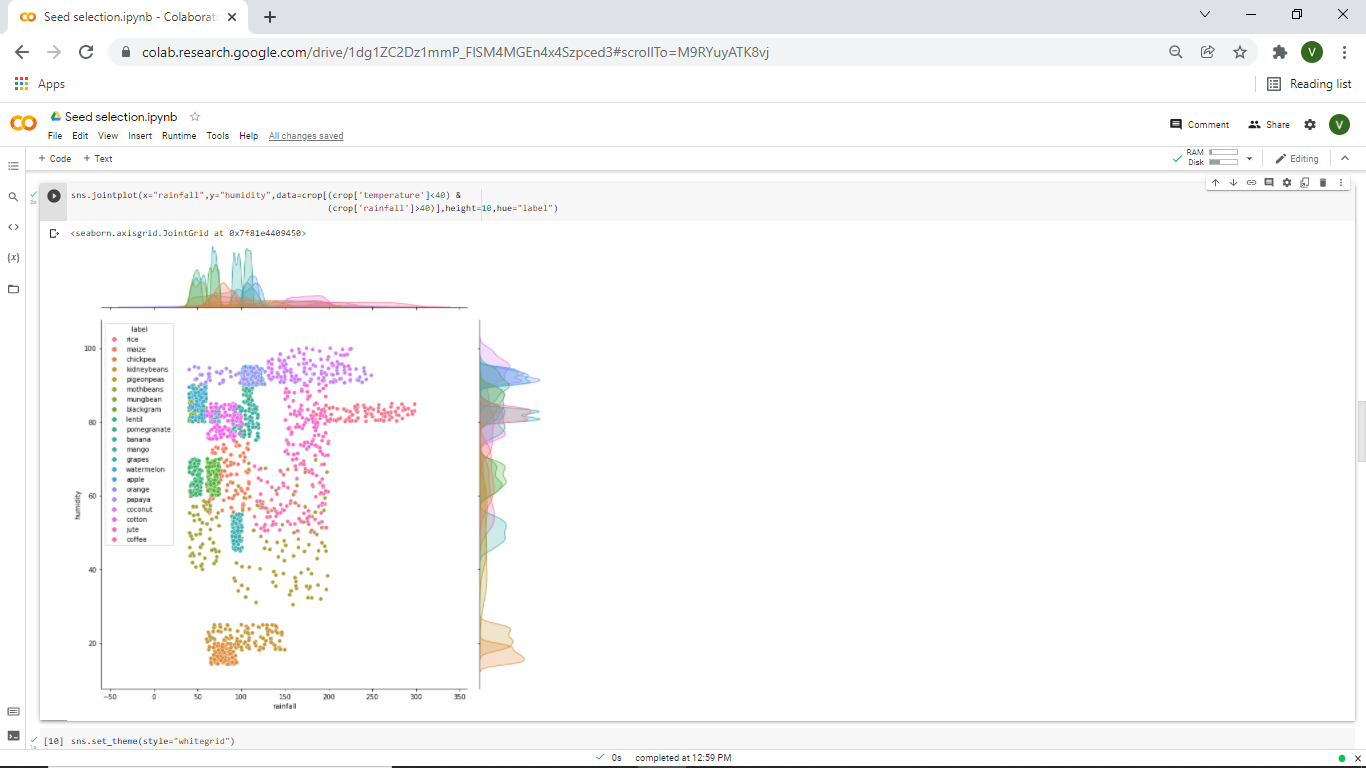 Seed selection.ipynb - Colaborat
colab.research.google.com/drive/1dg1ZC2Dz1mmP_FlSM4MGEn4x4Szpced3#scrollTo=M9RYuyATK8vj
V
Apps
Reading list
Seed selection.ipynb
File Edit View Insert Runtime Tools Help All changes saved
Comment Share V
+ Code + Text
RAM
Disk
Editing
2s
sns.jointplot(x="rainfall",y="humidity",data=crop[(crop['temperature']<40) &
(crop['rainfall']>40)],height=10,hue="label")
<seaborn.axisgrid.JointGrid at 0x7f81e4409450>
{x}
label
rice
maize
chickpea
kidneybeans
pigeonpeas
mothbeans
mungbean
blackgram
lentil
pomegranate
banana
mango
grapes
watermelon
apple
orange
papaya
coconut
cotton
jute
coffee
100
80
60
40
20
humidity
−50 0 50 100 150 200 250 300 350
rainfall
[10] sns.set_theme(style="whitegrid")
1s
0s completed at 12:59 PM